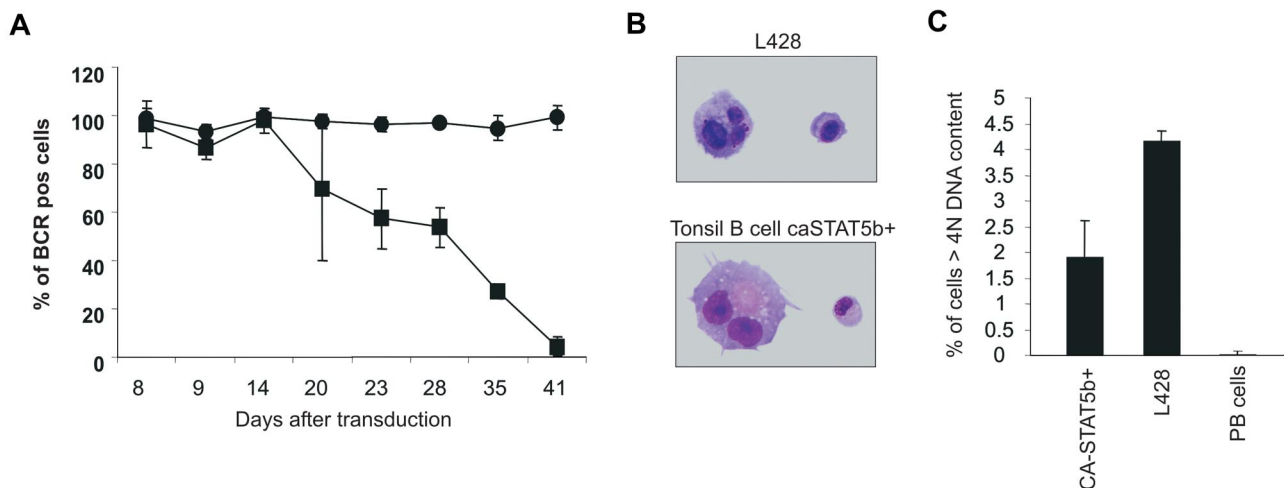 A
% of BCR pos cells
120
100
80
60
40
20
0
8 9 14 20 23 28 35 41
Days after transduction
B
L428
Tonsil B cell caSTAT5b+
C
% of cells > 4N DNA content
5
4.5
4
3.5
3
2.5
2
1.5
1
0.5
0
CA-STAT5b+
L428
PB cells